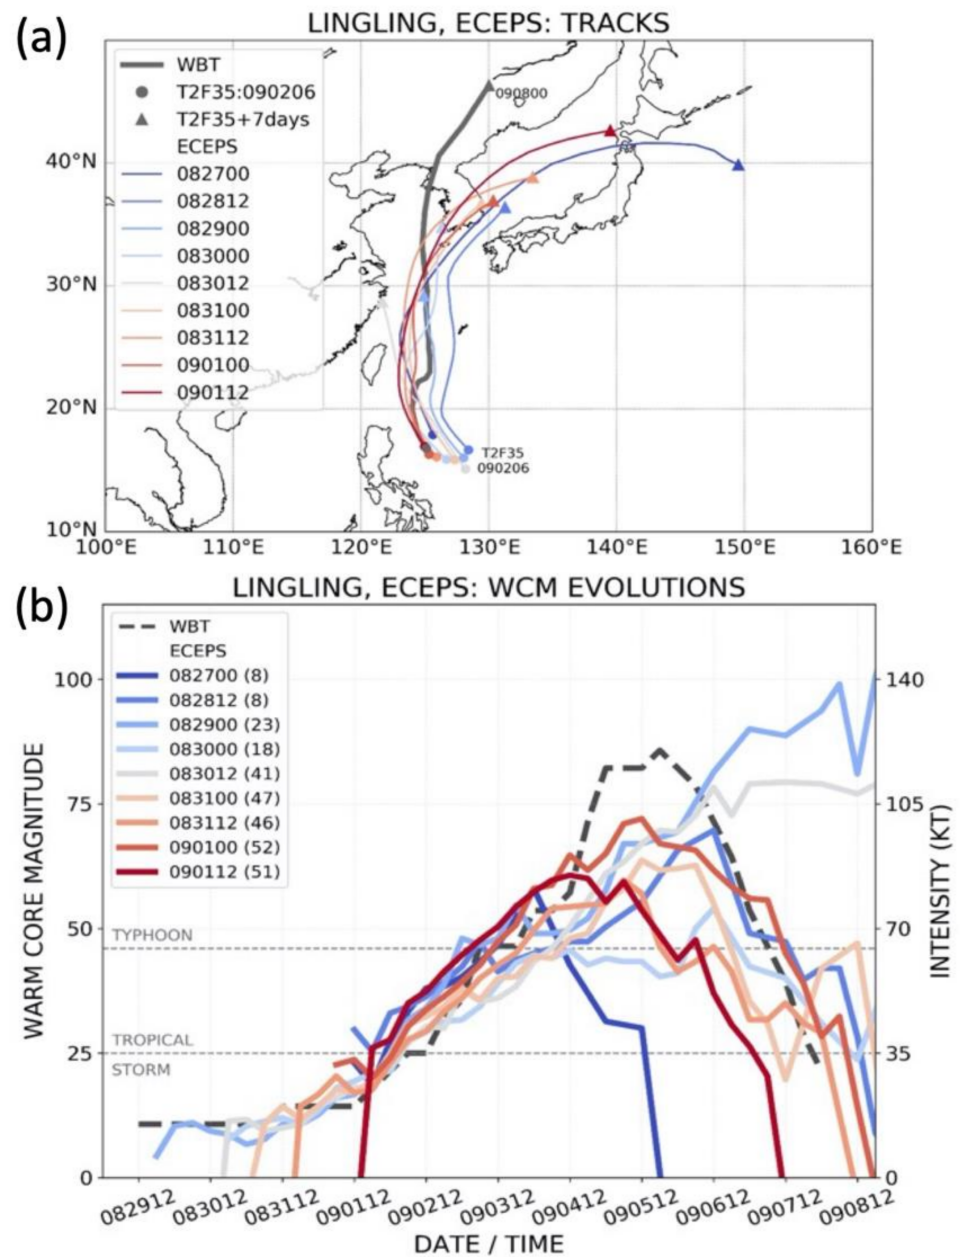 (a)
LINGLING, ECEPS: TRACKS
WBT
T2F35:090206
T2F35+7days
ECEPS
082700
082812
082900
083000
083012
083100
083112
090100
090112
090800
T2F35
090206
40°N
30°N
20°N
10°N
100°E 110°E 120°E 130°E 140°E 150°E 160°E
(b)
LINGLING, ECEPS: WCM EVOLUTIONS
WBT
ECEPS
082700 (8)
082812 (8)
082900 (23)
083000 (18)
083012 (41)
083100 (47)
083112 (46)
090100 (52)
090112 (51)
TYPHOON
TROPICAL
STORM
WARM CORE MAGNITUDE
100
75
50
25
0
INTENSITY (KT)
140
105
70
35
0
082912 083012 083112 090112 090212 090312 090412 090512 090612 090712 090812
DATE / TIME